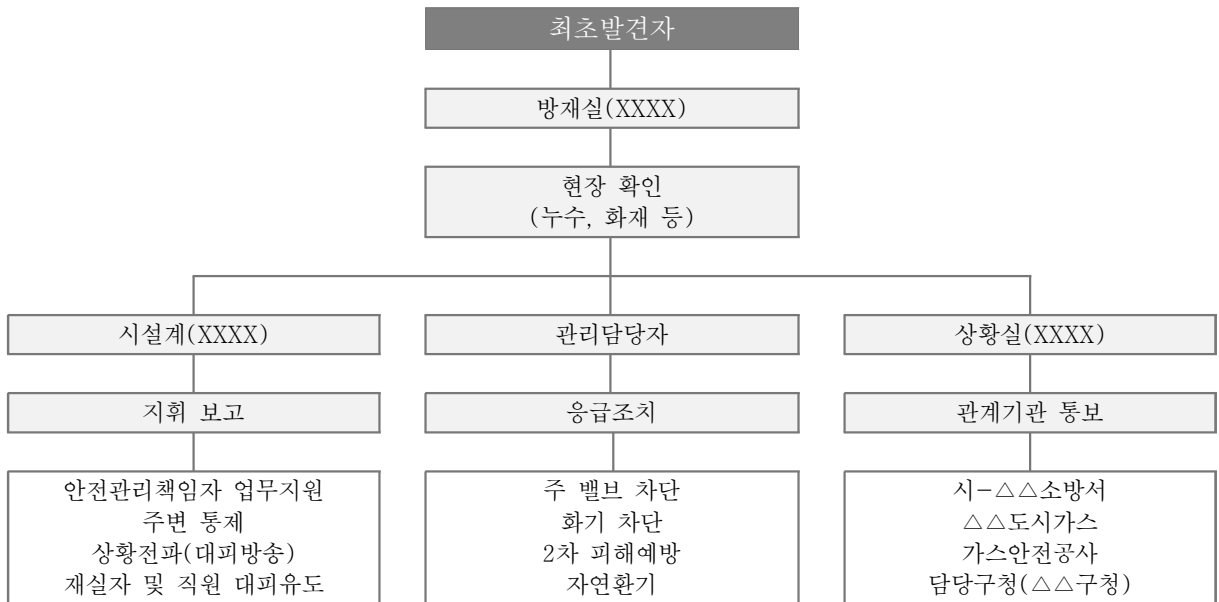 최초발견자
방재실(XXXX)
현장 확인
(누수, 화재 등)
시설계(XXXX)
관리담당자
상황실(XXXX)
지휘 보고
응급조치
관계기관 통보
안전관리책임자 업무지원
주변 통제
상황전파(대피방송)
재실자 및 직원 대피유도
주 밸브 차단
화기 차단
2차 피해예방
자연환기
시-△△소방서
△△도시가스
가스안전공사
담당구청(△△구청)